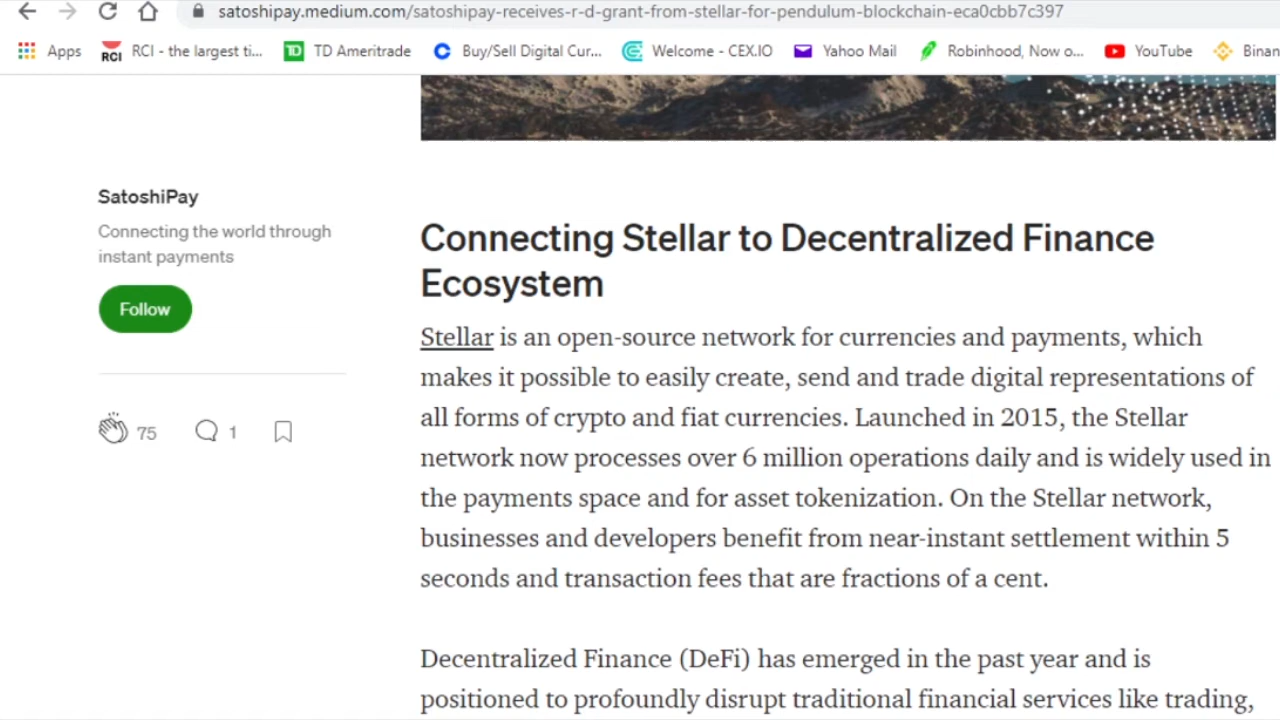 satoshipay.medium.com/satoshipay-receives-r-d-grant-from-stellar-for-pendulum-blockchain-eca0cbb7c397
Apps RCI RCI - the largest ti... TD TD Ameritrade Buy/Sell Digital Cur... Welcome - CEX.IO Yahoo Mail Robinhood, Now o... YouTube Binan
SatoshiPay
Connecting the world through
instant payments
Follow
75 1
Connecting Stellar to Decentralized Finance
Ecosystem
Stellar is an open-source network for currencies and payments, which
makes it possible to easily create, send and trade digital representations of
all forms of crypto and fiat currencies. Launched in 2015, the Stellar
network now processes over 6 million operations daily and is widely used in
the payments space and for asset tokenization. On the Stellar network,
businesses and developers benefit from near-instant settlement within 5
seconds and transaction fees that are fractions of a cent.
Decentralized Finance (DeFi) has emerged in the past year and is
positioned to profoundly disrupt traditional financial services like trading,